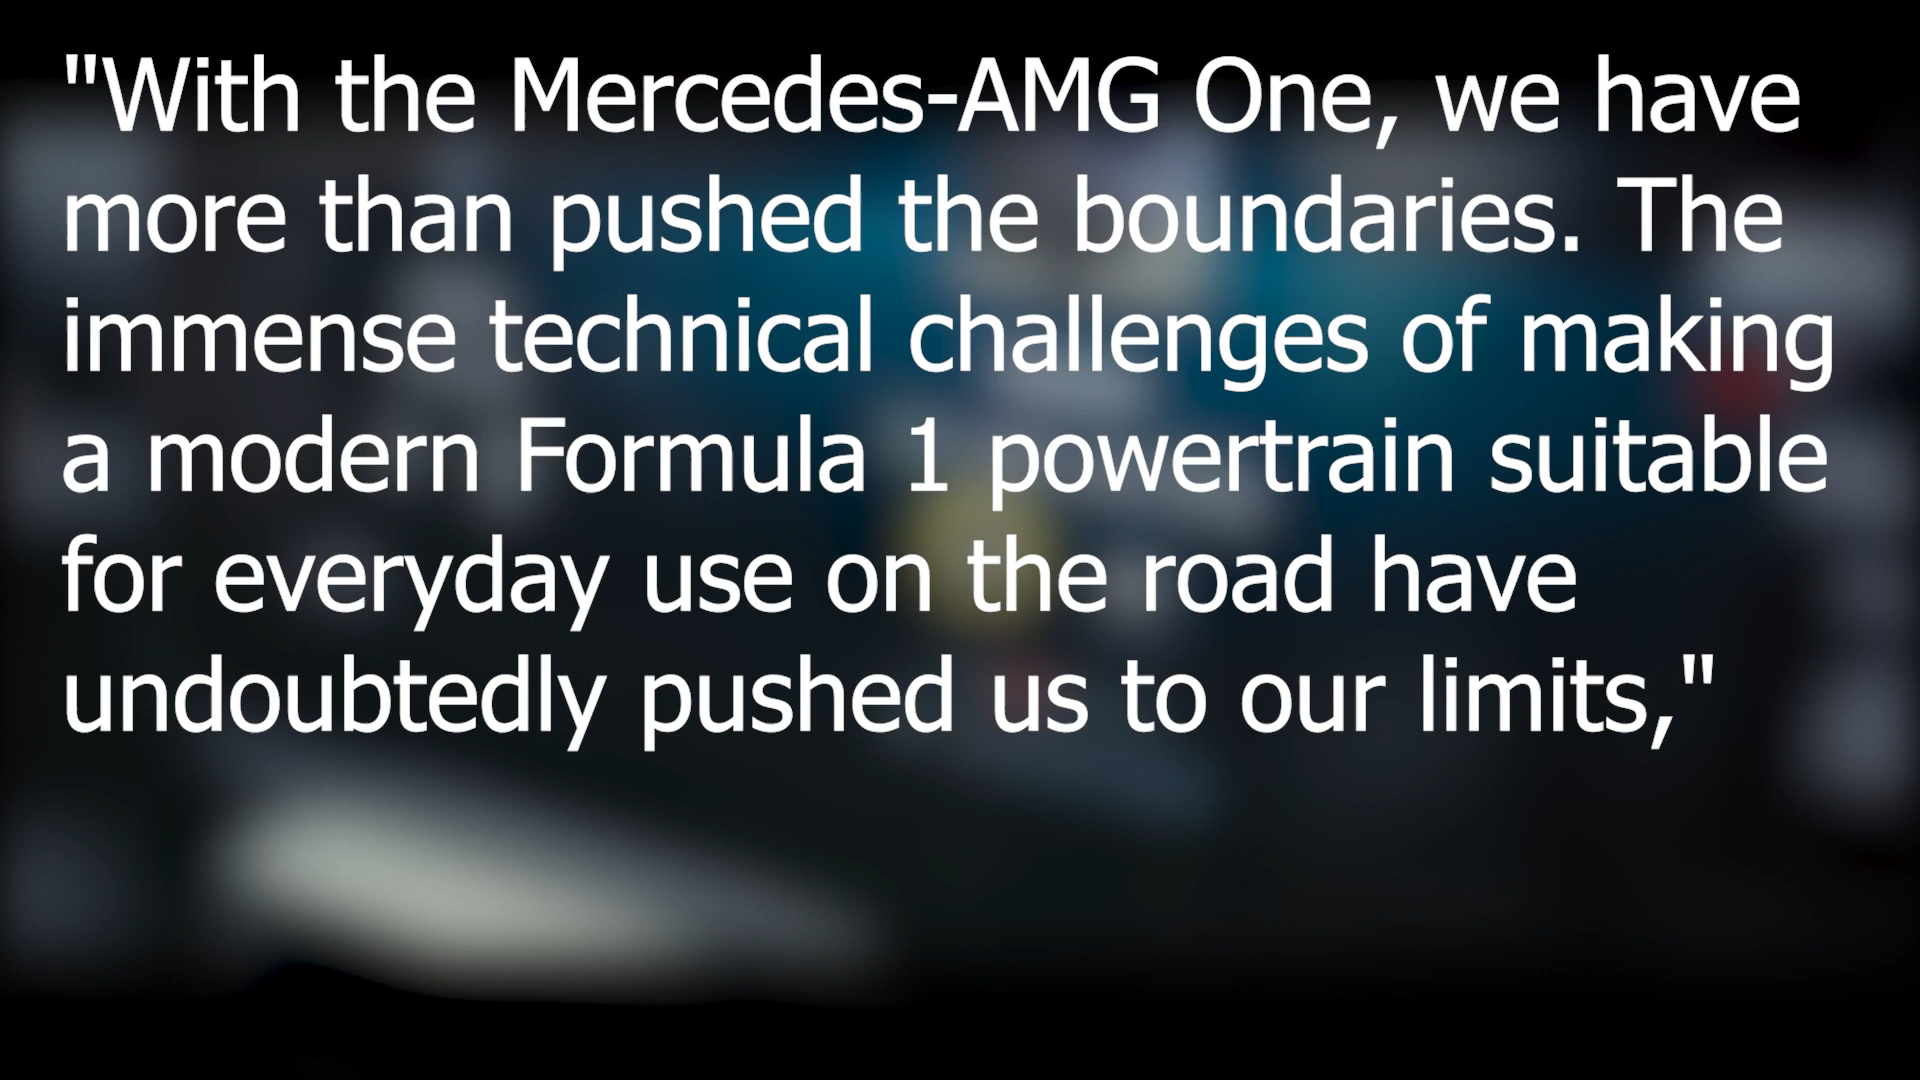 "With the Mercedes-AMG One, we have
more than pushed the boundaries. The
immense technical challenges of making
a modern Formula 1 powertrain suitable
for everyday use on the road have
undoubtedly pushed us to our limits,"